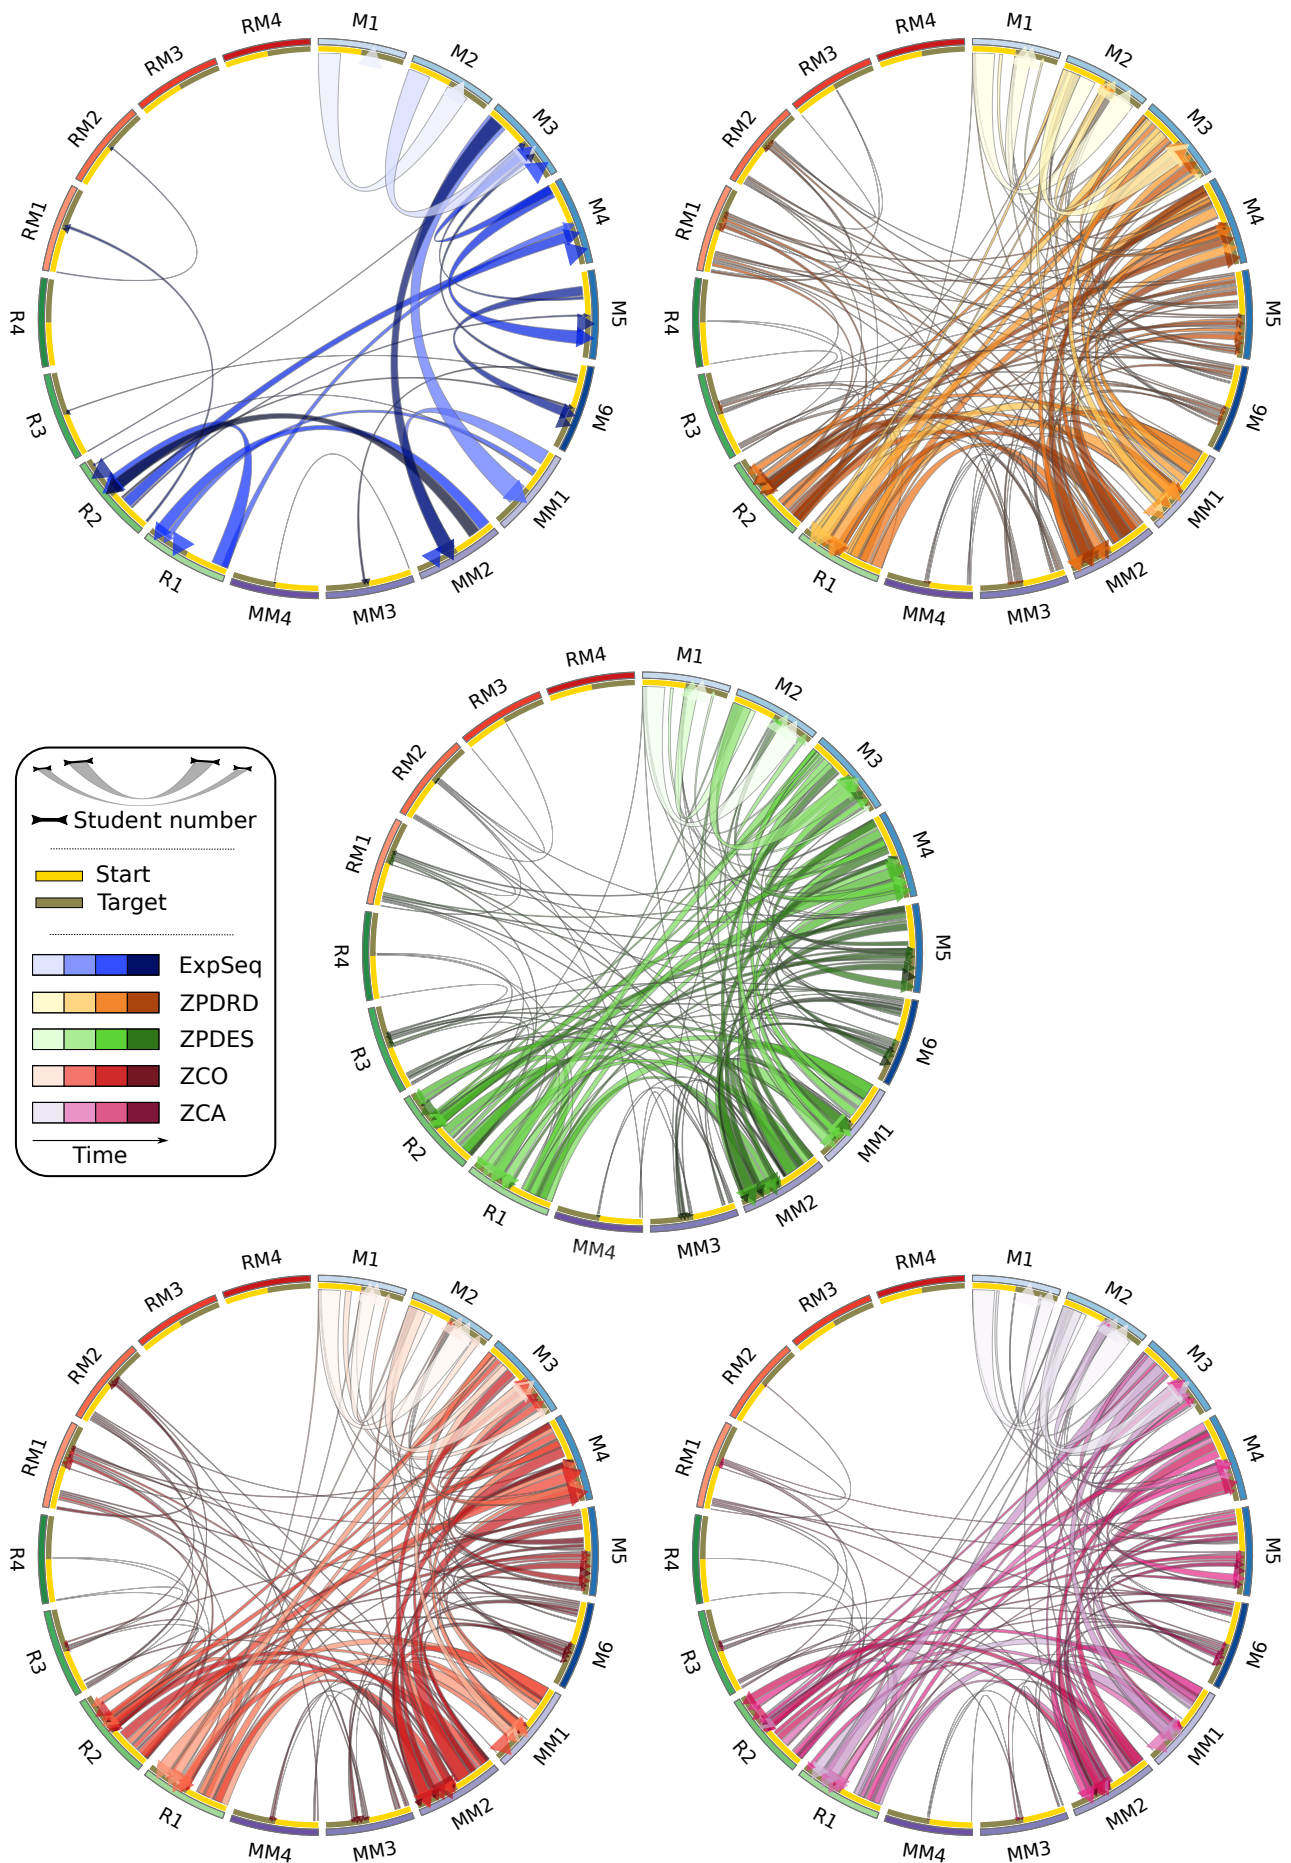 RM4
M1
RM3
M2
RM2
M3
RM1
M4
R4
M5
R3
M6
R2
MM1
R1
MM2
MM4
MM3
RM4
M1
RM3
M2
RM2
M3
RM1
M4
R4
M5
R3
M6
R2
MM1
R1
MM2
MM4
MM3
RM4
M1
RM3
M2
RM2
M3
RM1
M4
R4
M5
R3
M6
R2
MM1
R1
MM2
MM4
MM3
Student number
Start
Target
ExpSeq
ZPDRD
ZPDES
ZCO
ZCA
Time
RM4
M1
RM3
M2
RM2
M3
RM1
M4
R4
M5
R3
M6
R2
MM1
R1
MM2
MM4
MM3
RM4
M1
RM3
M2
RM2
M3
RM1
M4
R4
M5
R3
M6
R2
MM1
R1
MM2
MM4
MM3